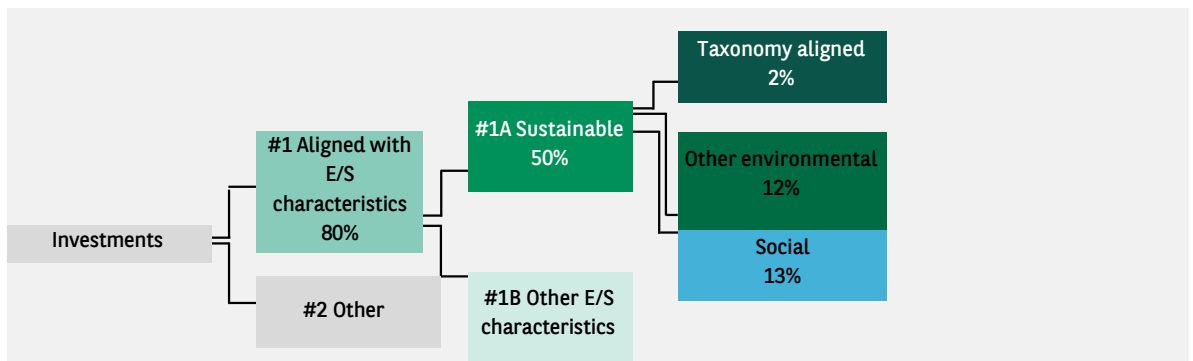 Investments
#1 Aligned with
E/S
characteristics
80%
#2 Other
#1A Sustainable
50%
#1B Other E/S
characteristics
Taxonomy aligned
2%
Other environmental
12%
Social
13%